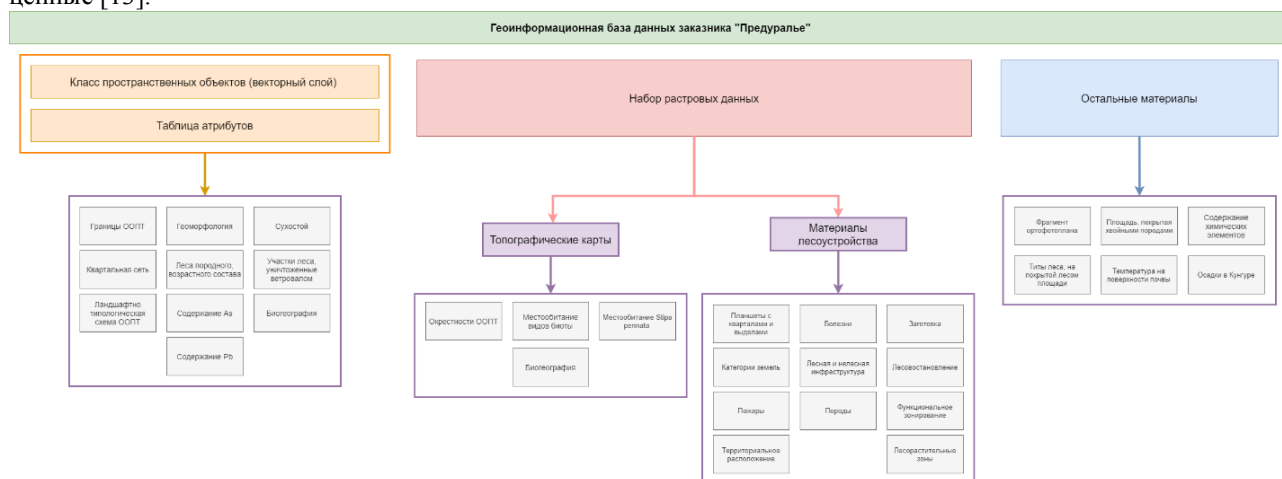 ценные [15].
Геоинформационная база данных заказника "Предуралье"
Класс пространственных объектов (векторный слой)
Таблица атрибутов
Набор растровых данных
Остальные материалы
Границы ООПТ
Геоморфология
Сухостой
Квартальная сеть
Леса породного,
возрастного состава
Участки леса,
уничтоженные
ветровалом
Ландшафтно
типологическая
схема ООПТ
Содержание As
Биогеография
Содержание Pb
Топографические карты
Материалы
лесоустройства
Окрестности ООПТ
Местообитание
видов биоты
Местообитание Stipa
pennata
Биогеография
Планшеты с
кварталами и
выделами
Болезни
Заготовка
Категории земель
Лесная и нелесная
инфраструктура
Лесовостановление
Пожары
Породы
Функциональное
зонирование
Территориальное
расположение
Лесорастительные
зоны
Фрагмент
ортофотоплана
Площадь, покрытая
хвойными породами
Содержание
химических
элементов
Типы леса, на
покрытой лесом
площади
Температура на
поверхности почвы
Осадки в Кунгуре